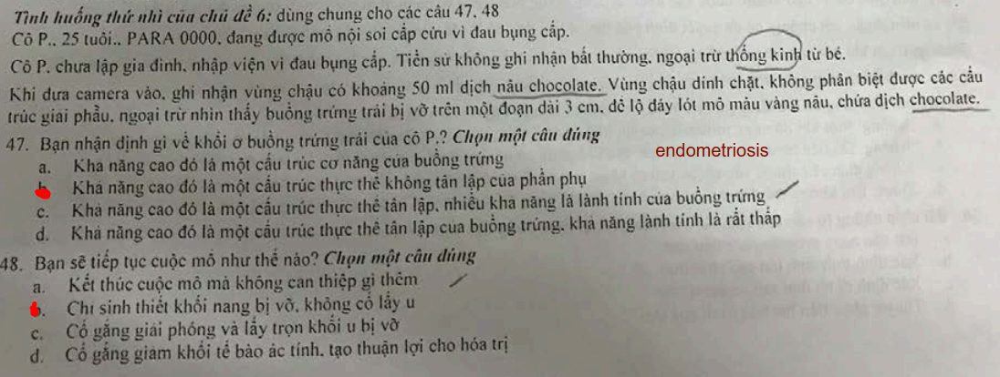 Tình huống thứ nhì của chủ đề 6: dùng chung cho các câu 47, 48
Cô P.. 25 tuổi.. PARA 0000, đang được mổ nội soi cấp cứu vì đau bụng cấp.
Cô P. chưa lập gia đình, nhập viện vì đau bụng cấp. Tiền sử không ghi nhận bất thường, ngoại trừ thống kinh từ bé.
Khi đưa camera vào, ghi nhận vùng chậu có khoảng 50 ml dịch nâu chocolate. Vùng chậu dính chặt, không phân biệt được các cấu
trúc giải phẫu, ngoại trừ nhìn thấy buồng trứng trái bị vỡ trên một đoạn dài 3 cm, để lộ đáy lót mô màu vàng nâu, chứa dịch chocolate.
47. Bạn nhận định gì về khối ở buồng trứng trái của cô P.? Chọn một câu đúng
endometriosis
a. Khả năng cao đó là một cấu trúc cơ năng của buồng trứng
Khả năng cao đó là một cấu trúc thực thể không tân lập của phần phụ
c. Khả năng cao đó là một cấu trúc thực thể tân lập, nhiều khả năng là lành tính của buồng trứng
d. Khả năng cao đó là một cấu trúc thực thể tân lập của buồng trứng, khả năng lành tính là rất thấp
48. Bạn sẽ tiếp tục cuộc mổ như thế nào? Chọn một câu đúng
a. Kết thúc cuộc mổ mà không can thiệp gì thêm
b. Chỉ sinh thiết khối nang bị vỡ, không cố lấy u
c. Cố gắng giải phóng và lấy trọn khối u bị vỡ
d. Cố gắng giảm khối tế bào ác tính, tạo thuận lợi cho hóa trị